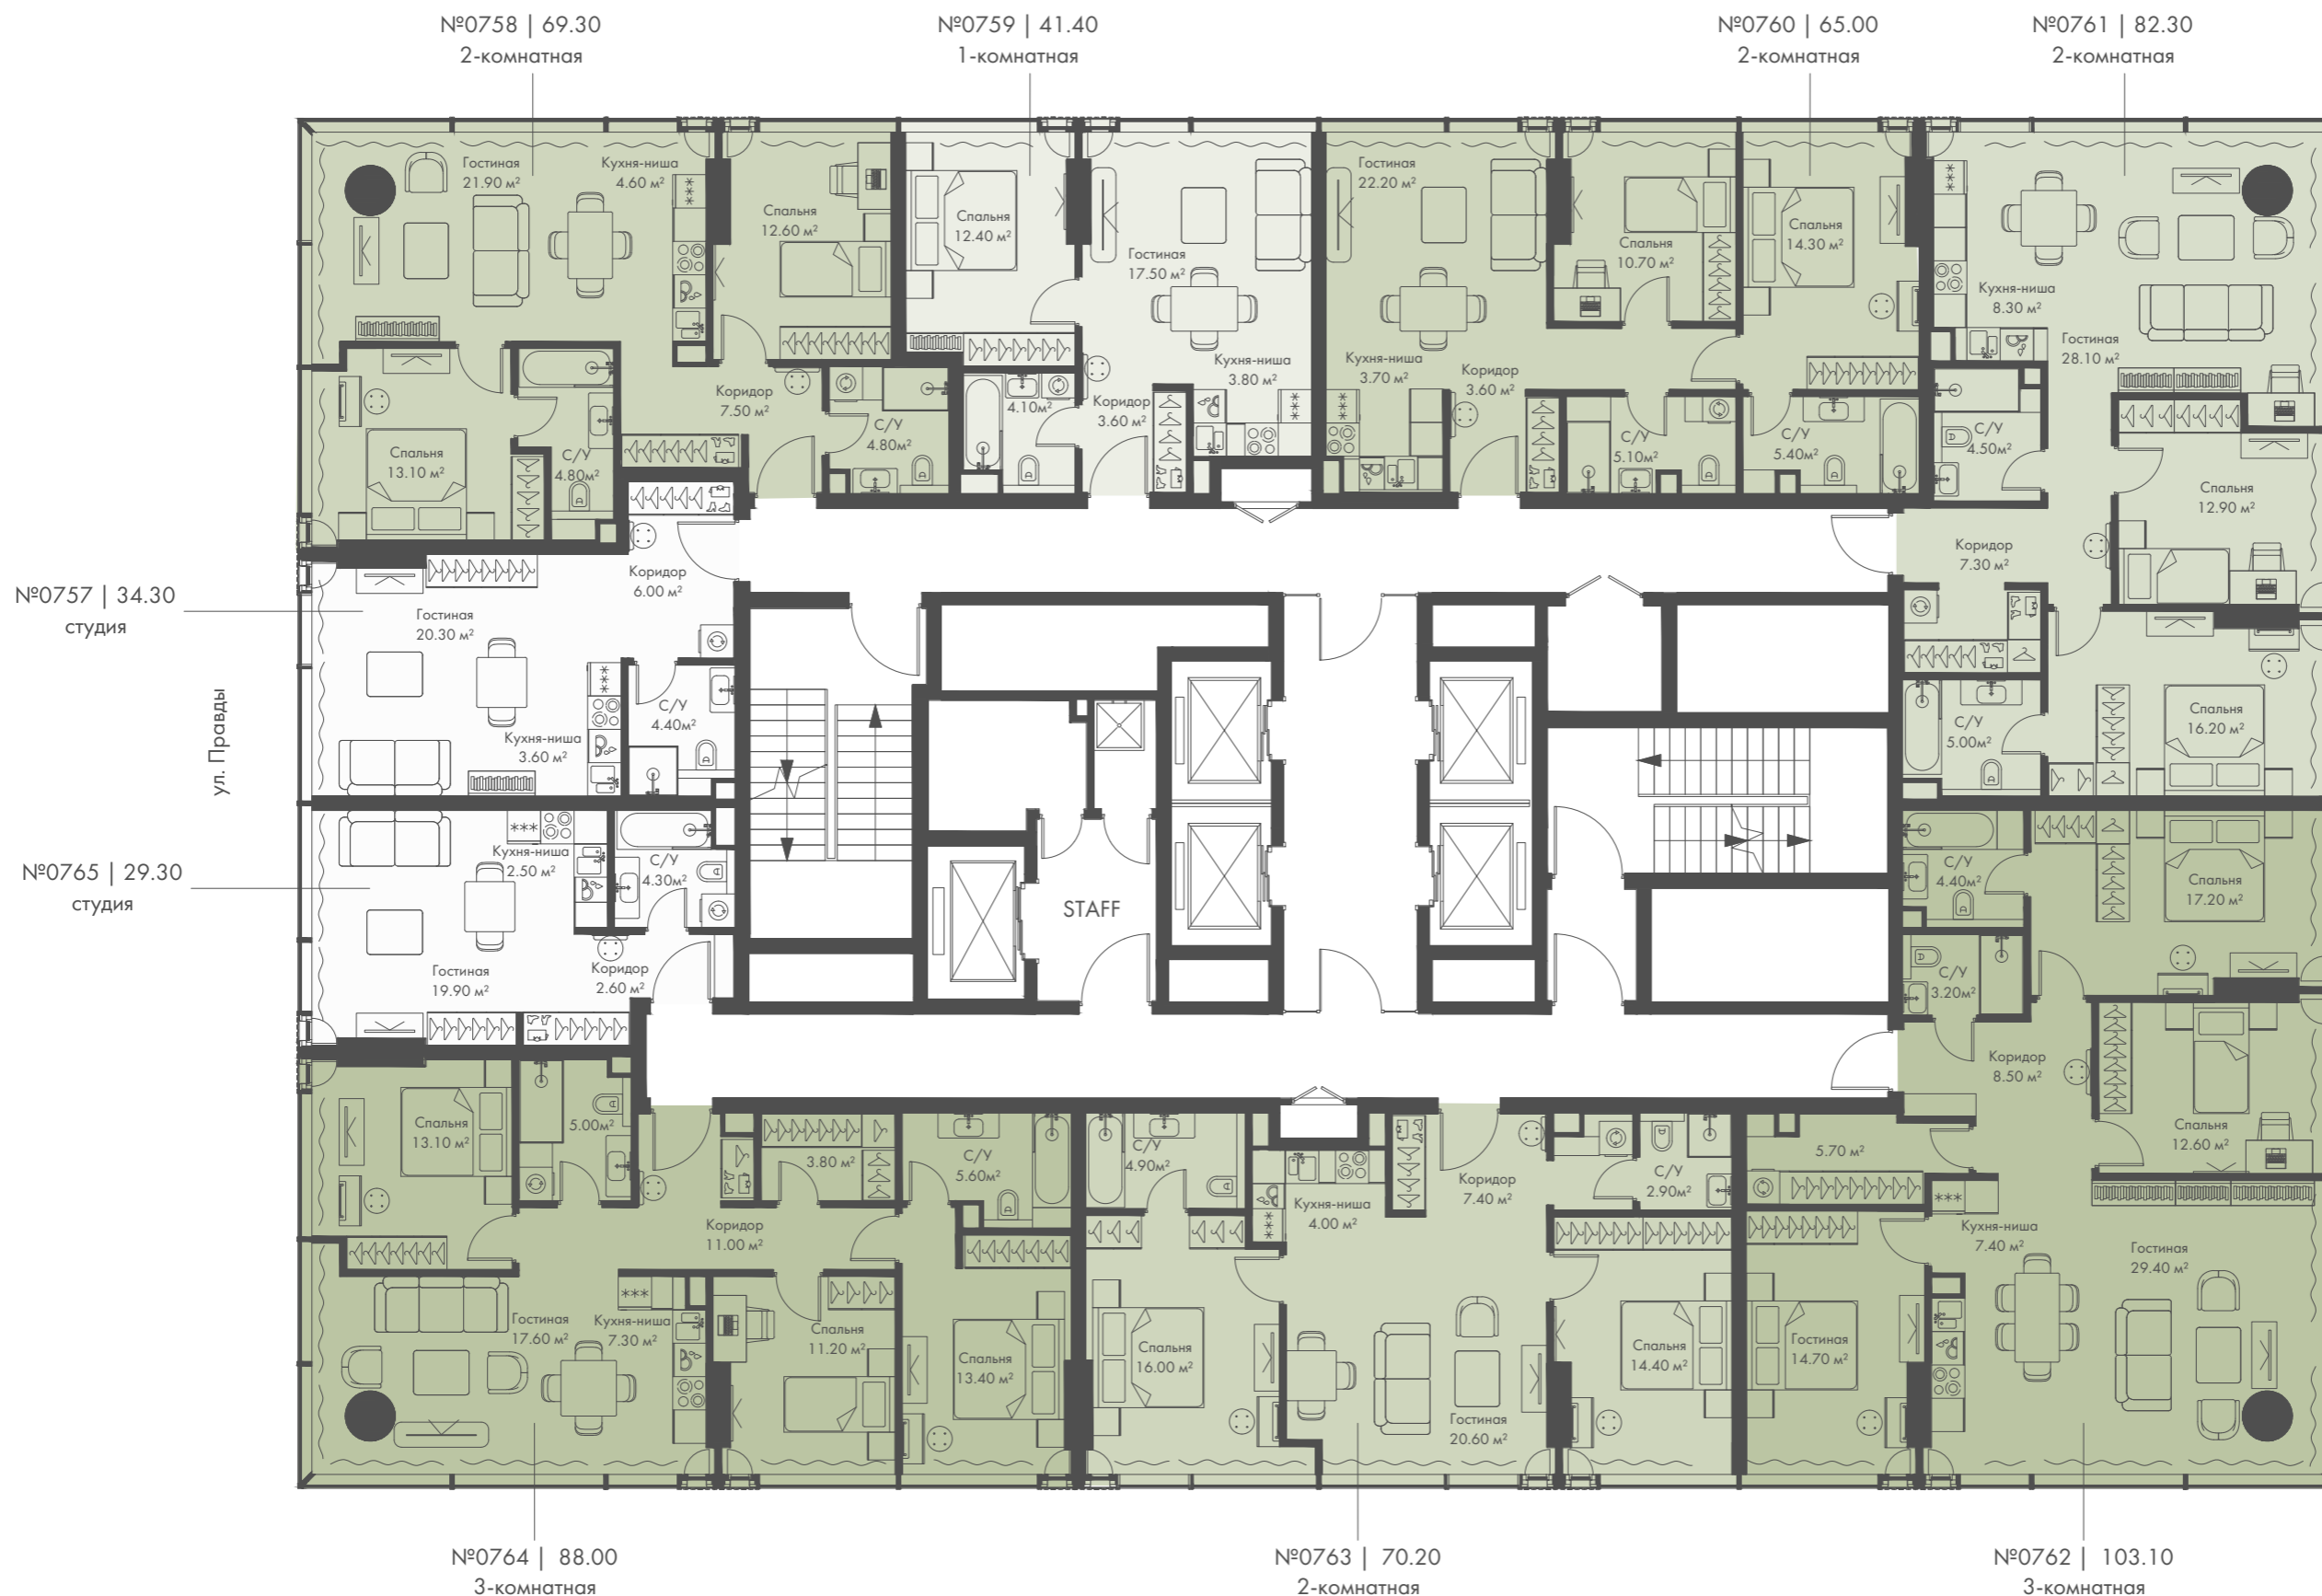 №0758 | 69.30
2-комнатная
№0759 | 41.40
1-комнатная
№0760 | 65.00
2-комнатная
№0761 | 82.30
2-комнатная
Гостиная
21.90 м²
Кухня-ниша
4.60 м²
Спальня
12.60 м²
Спальня
13.10 м²
С/У
4.80м²
Коридор
7.50 м²
С/У
4.80м²
Спальня
12.40 м²
Гостиная
17.50 м²
Кухня-ниша
3.80 м²
4.10м²
Коридор
3.60 м²
Гостиная
22.20 м²
Кухня-ниша
3.70 м²
Коридор
3.60 м²
Спальня
10.70 м²
Спальня
14.30 м²
С/У
5.10м²
С/У
5.40м²
Кухня-ниша
8.30 м²
Гостиная
28.10 м²
С/У
4.50м²
Спальня
12.90 м²
Коридор
7.30 м²
С/У
5.00м²
Спальня
16.20 м²
№0757 | 34.30
студия
Коридор
6.00 м²
Гостиная
20.30 м²
С/У
4.40м²
Кухня-ниша
3.60 м²
ул. Правды
№0765 | 29.30
студия
Кухня-ниша
2.50 м²
С/У
4.30м²
Гостиная
19.90 м²
Коридор
2.60 м²
STAFF
С/У
4.40м²
Спальня
17.20 м²
С/У
3.20м²
Коридор
8.50 м²
Спальня
12.60 м²
5.70 м²
Кухня-ниша
7.40 м²
Гостиная
29.40 м²
Гостиная
14.70 м²
Спальня
13.10 м²
5.00м²
3.80 м²
С/У
5.60м²
Коридор
11.00 м²
Гостиная
17.60 м²
Кухня-ниша
7.30 м²
Спальня
11.20 м²
Спальня
13.40 м²
С/У
4.90м²
Кухня-ниша
4.00 м²
Коридор
7.40 м²
С/У
2.90м²
Спальня
16.00 м²
Гостиная
20.60 м²
Спальня
14.40 м²
№0764 | 88.00
3-комнатная
№0763 | 70.20
2-комнатная
№0762 | 103.10
3-комнатная